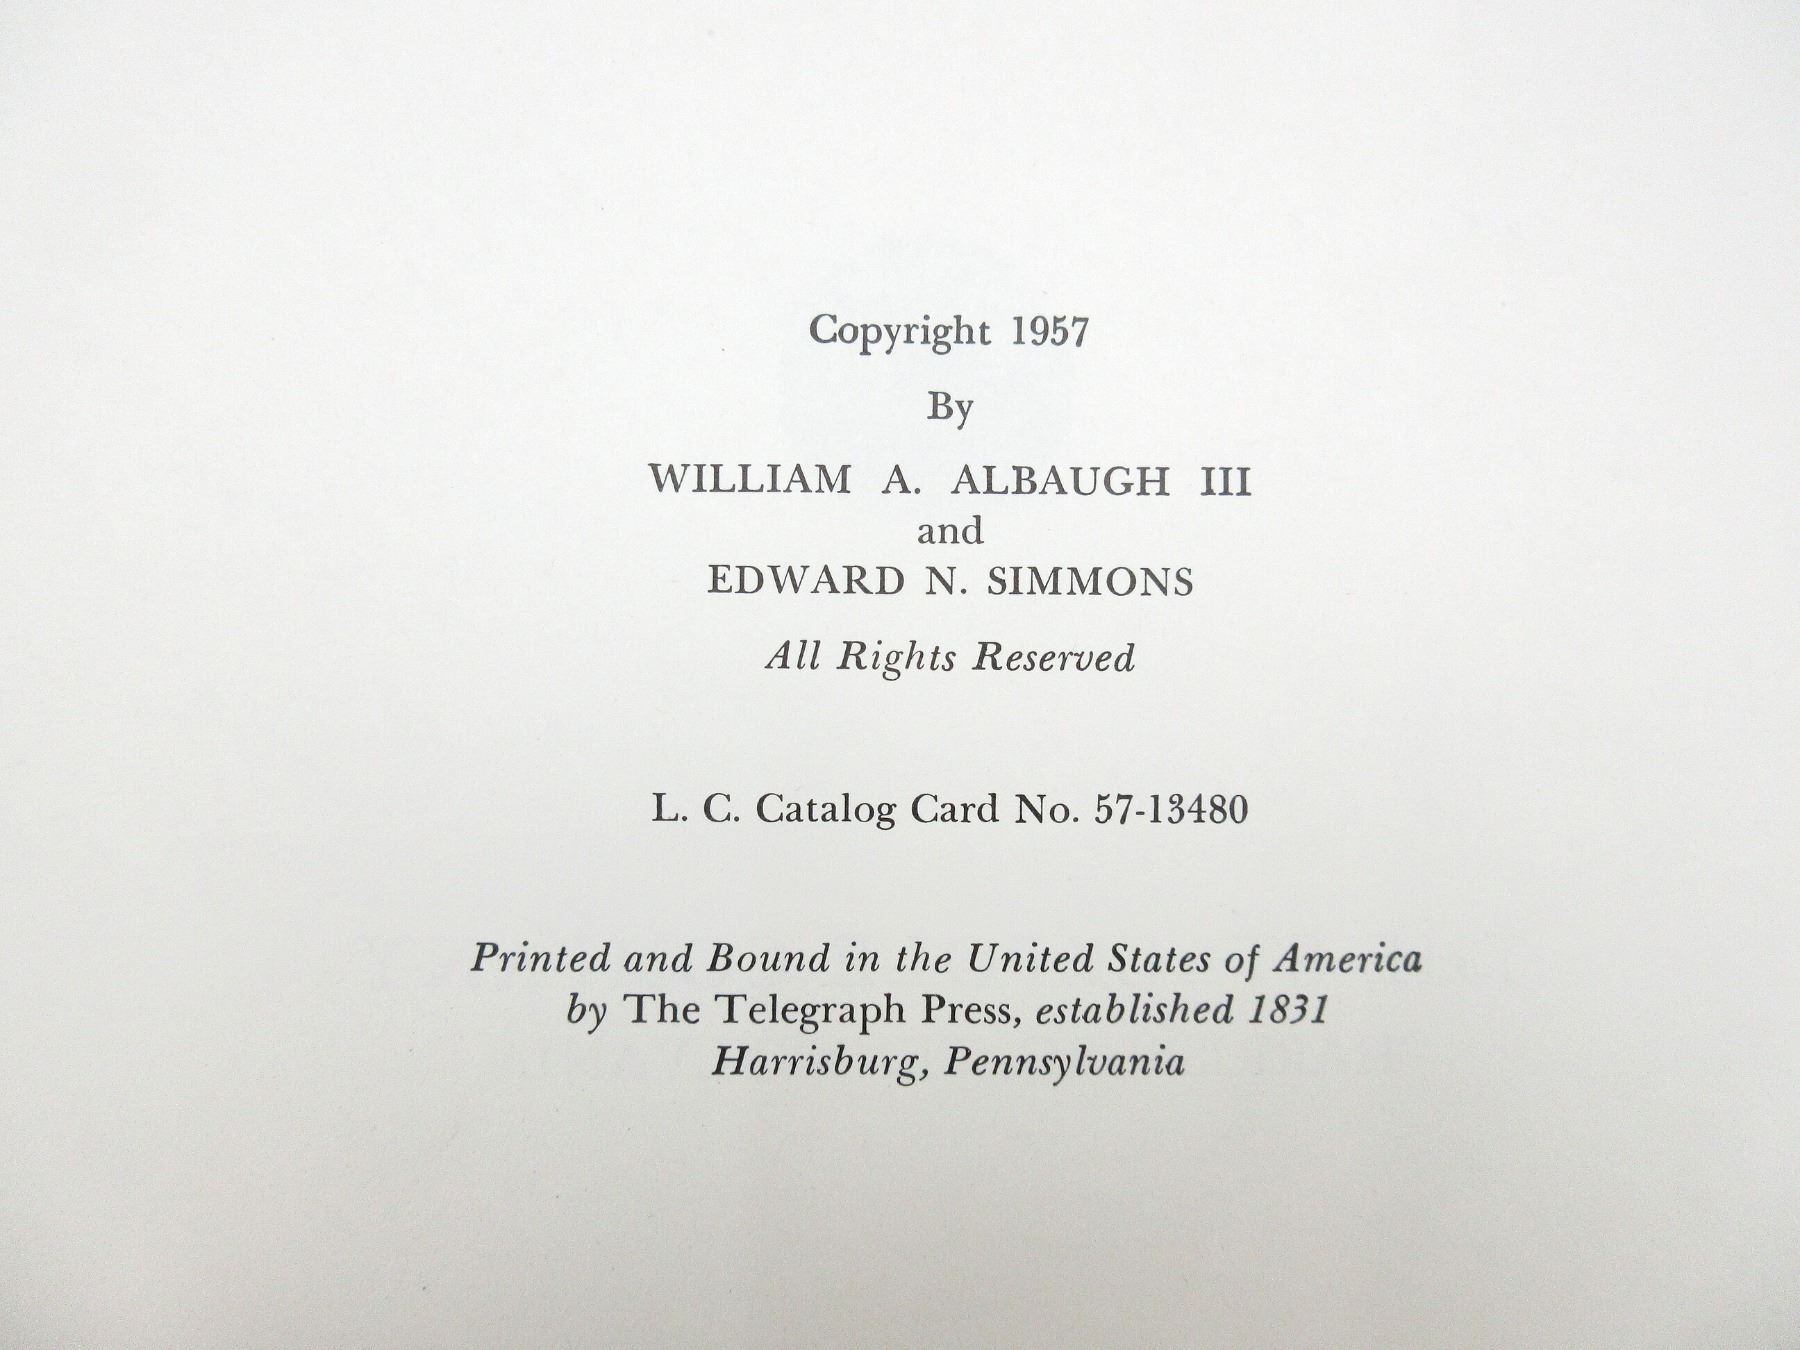 Copyright 1957
By
WILLIAM A. ALBAUGH III
and
EDWARD N. SIMMONS
All Rights Reserved
L. C. Catalog Card No. 57-13480
Printed and Bound in the United States of America
by The Telegraph Press, established 1831
Harrisburg, Pennsylvania